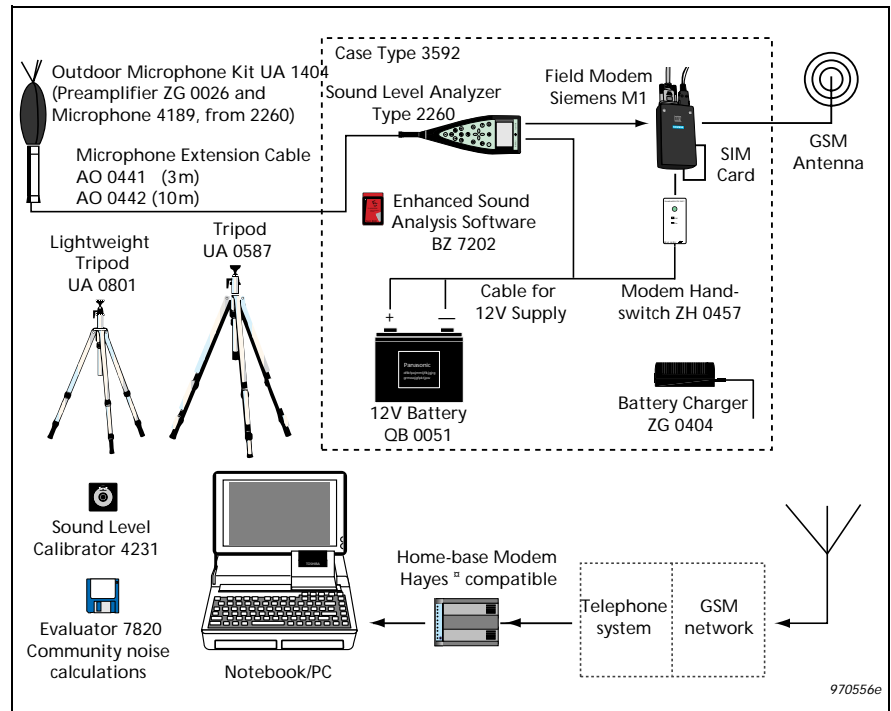 Case Type 3592
Outdoor Microphone Kit UA 1404
(Preamplifier ZG 0026 and
Microphone 4189, from 2260)
Sound Level Analyzer
Type 2260
Field Modem
Siemens M1
GSM
Antenna
SIM
Card
Microphone Extension Cable
AO 0441 (3m)
AO 0442 (10m)
Enhanced Sound
Analysis Software
BZ 7202
Lightweight
Tripod
UA 0801
Tripod
UA 0587
Cable for
12V Supply
Modem Hand-
switch ZH 0457
+ —
Panasonic
12V Battery
QB 0051
Battery Charger
ZG 0404
Sound Level
Calibrator 4231
Evaluator 7820
Community noise
calculations
TOSHIBA
Notebook/PC
Home-base Modem
Hayes ¤ compatible
Telephone
system
GSM
network
970556e